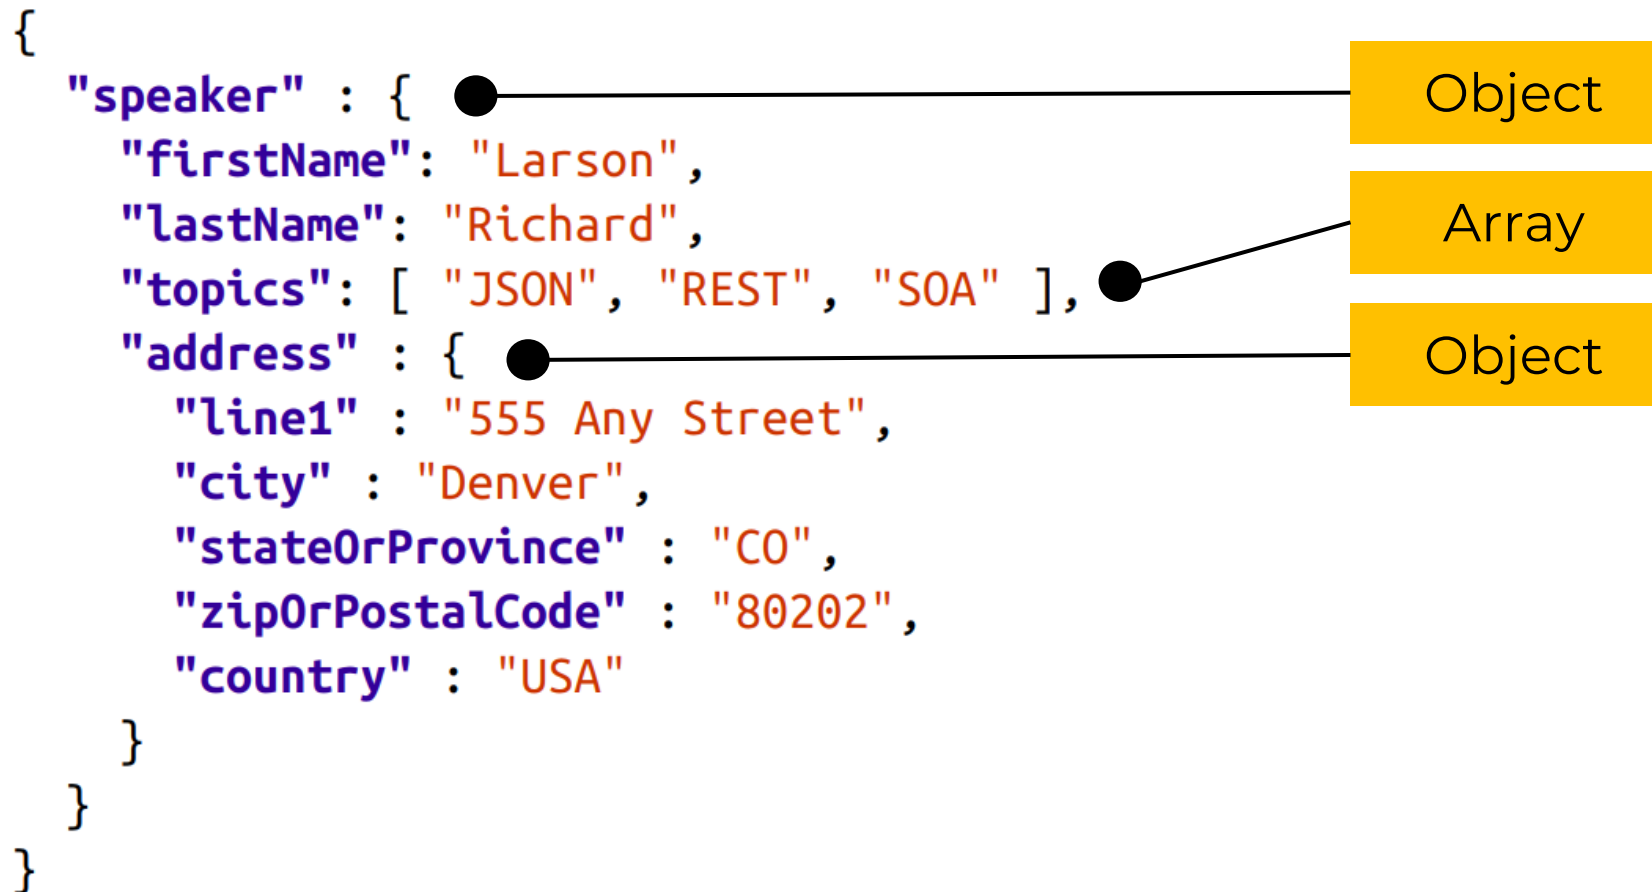 {
"speaker" : {
Object
"firstName": "Larson",
"lastName": "Richard",
Array
"topics": [ "JSON", "REST", "SOA" ],
"address" : {
Object
"line1" : "555 Any Street",
"city" : "Denver",
"stateOrProvince" : "CO",
"zipOrPostalCode" : "80202",
"country" : "USA"
}
}
}